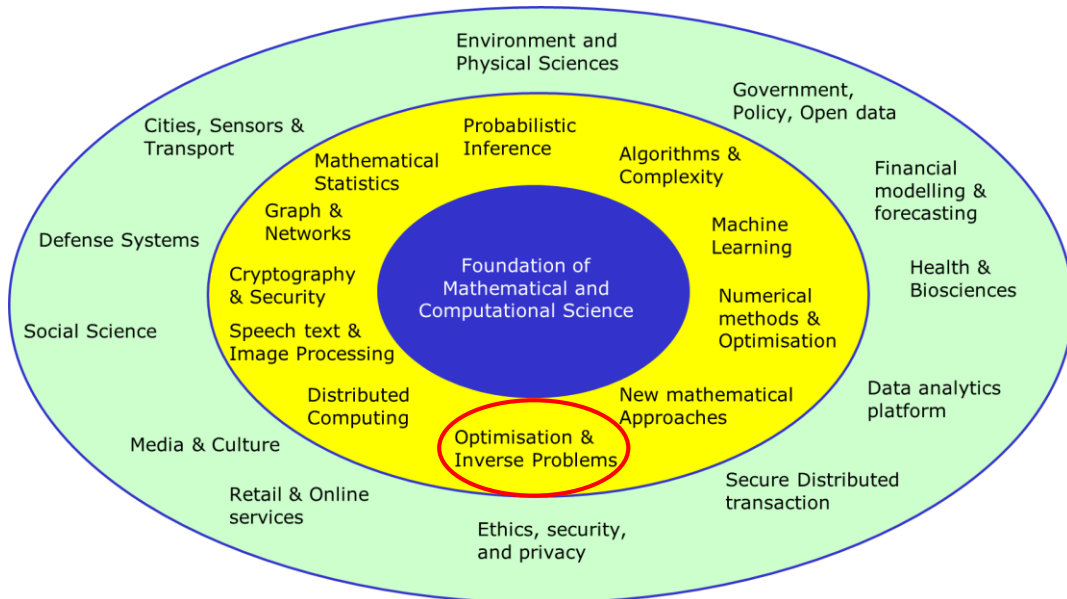 Environment and
Physical Sciences
Government,
Policy, Open data
Cities, Sensors &
Transport
Probabilistic
Inference
Algorithms &
Complexity
Mathematical
Statistics
Financial
modelling &
forecasting
Graph &
Networks
Machine
Learning
Defense Systems
Cryptography
& Security
Foundation of
Mathematical and
Computational Science
Health &
Biosciences
Numerical
methods &
Optimisation
Social Science
Speech text &
Image Processing
Distributed
Computing
New mathematical
Approaches
Data analytics
platform
Optimisation &
Inverse Problems
Media & Culture
Secure Distributed
transaction
Retail & Online
services
Ethics, security,
and privacy